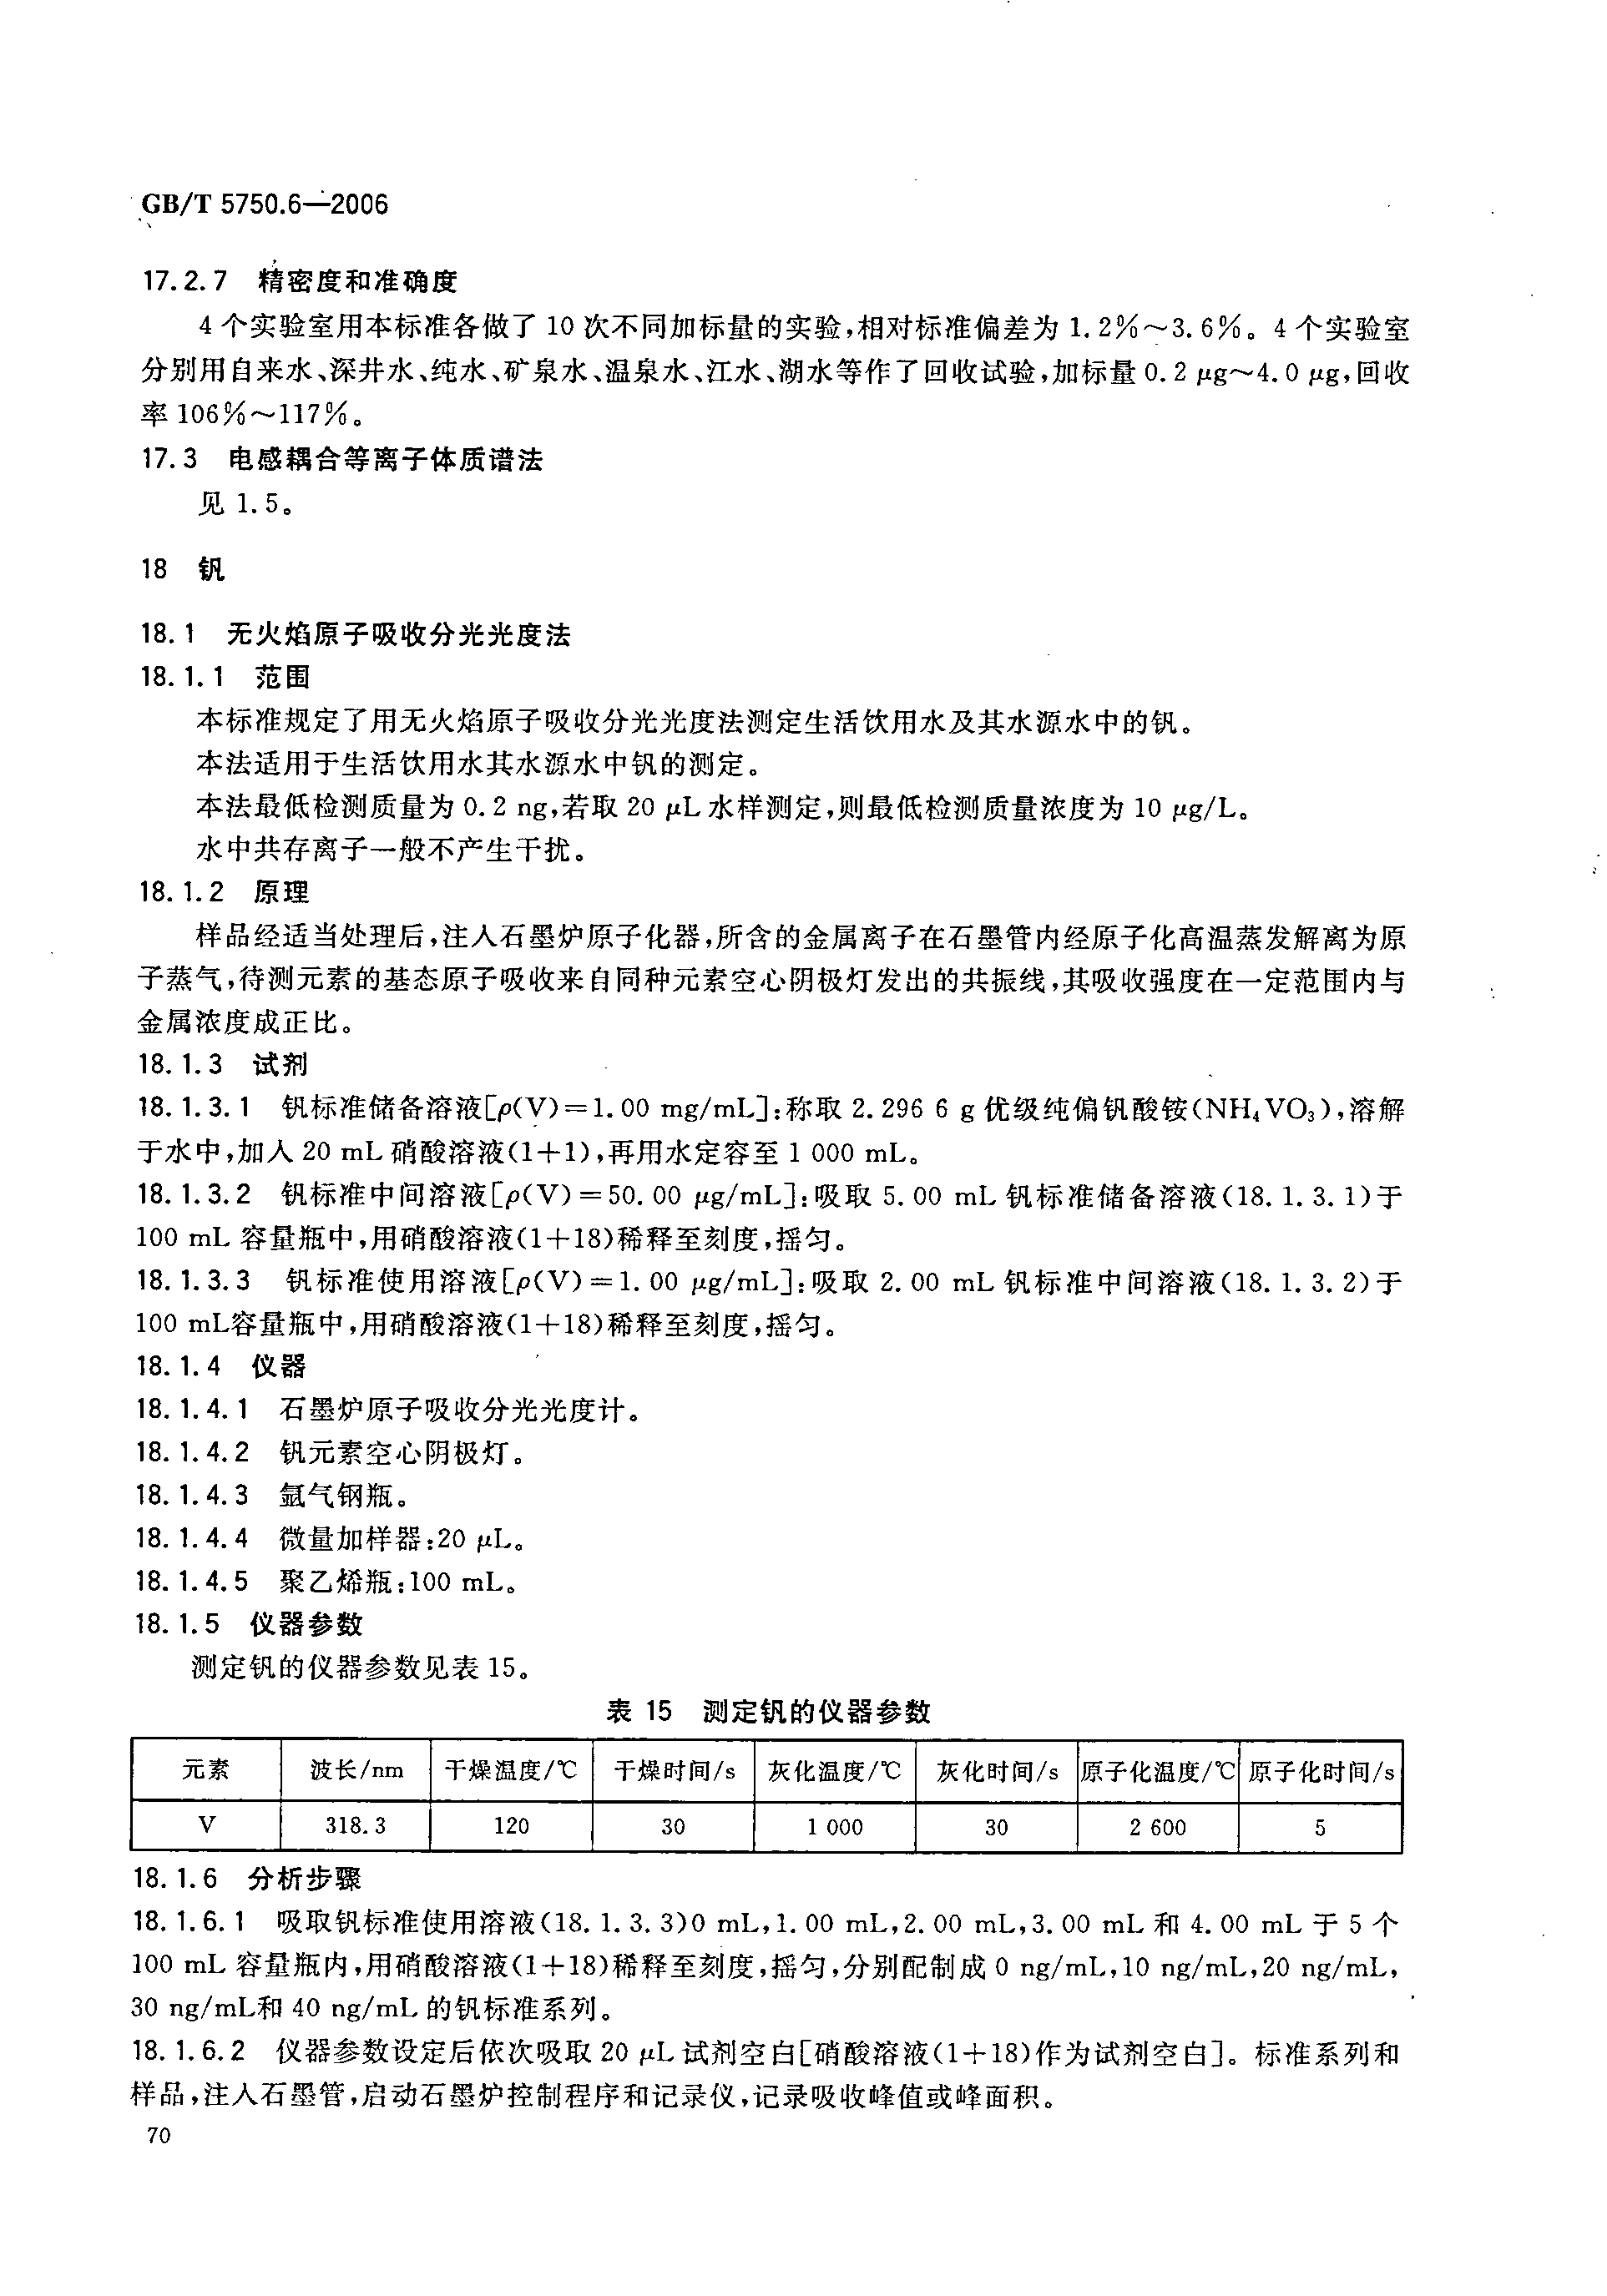 GB/T 5750.6—2006
17.2.7 精密度和准确度
4 个实验室用本标准各做了 10 次不同加标量的实验,相对标准偏差为 1.2%～3.6%。4 个实验室
分别用自来水、深井水、纯水、矿泉水、温泉水、江水、湖水等作了回收试验,加标量 0.2 μg～4.0 μg,回收
率 106%～117%。
17.3 电感耦合等离子体质谱法
见 1.5。
18 钒
18.1 无火焰原子吸收分光光度法
18.1.1 范围
本标准规定了用无火焰原子吸收分光光度法测定生活饮用水及其水源水中的钒。
本法适用于生活饮用水其水源水中钒的测定。
本法最低检测质量为 0.2 ng,若取 20 μL 水样测定,则最低检测质量浓度为 10 μg/L。
水中共存离子一般不产生干扰。
18.1.2 原理
样品经适当处理后,注入石墨炉原子化器,所含的金属离子在石墨管内经原子化高温蒸发解离为原
子蒸气,待测元素的基态原子吸收来自同种元素空心阴极灯发出的共振线,其吸收强度在一定范围内与
金属浓度成正比。
18.1.3 试剂
18.1.3.1 钒标准储备溶液[ρ(V)=1.00 mg/mL]:称取 2.296 6 g 优级纯偏钒酸铵(NH₄VO₃),溶解
于水中,加入 20 mL 硝酸溶液(1+1),再用水定容至 1 000 mL。
18.1.3.2 钒标准中间溶液[ρ(V)=50.00 μg/mL]:吸取 5.00 mL 钒标准储备溶液(18.1.3.1)于
100 mL 容量瓶中,用硝酸溶液(1+18)稀释至刻度,摇匀。
18.1.3.3 钒标准使用溶液[ρ(V)=1.00 μg/mL]:吸取 2.00 mL 钒标准中间溶液(18.1.3.2)于
100 mL容量瓶中,用硝酸溶液(1+18)稀释至刻度,摇匀。
18.1.4 仪器
18.1.4.1 石墨炉原子吸收分光光度计。
18.1.4.2 钒元素空心阴极灯。
18.1.4.3 氩气钢瓶。
18.1.4.4 微量加样器:20 μL。
18.1.4.5 聚乙烯瓶:100 mL。
18.1.5 仪器参数
测定钒的仪器参数见表 15。
表 15 测定钒的仪器参数
元素 波长/nm 干燥温度/℃ 干燥时间/s 灰化温度/℃ 灰化时间/s 原子化温度/℃ 原子化时间/s
V 318.3 120 30 1 000 30 2 600 5
18.1.6 分析步骤
18.1.6.1 吸取钒标准使用溶液(18.1.3.3)0 mL,1.00 mL,2.00 mL,3.00 mL 和 4.00 mL 于 5 个
100 mL 容量瓶内,用硝酸溶液(1+18)稀释至刻度,摇匀,分别配制成 0 ng/mL,10 ng/mL,20 ng/mL,
30 ng/mL和 40 ng/mL 的钒标准系列。
18.1.6.2 仪器参数设定后依次吸取 20 μL 试剂空白[硝酸溶液(1+18)作为试剂空白]。标准系列和
样品,注入石墨管,启动石墨炉控制程序和记录仪,记录吸收峰值或峰面积。
70